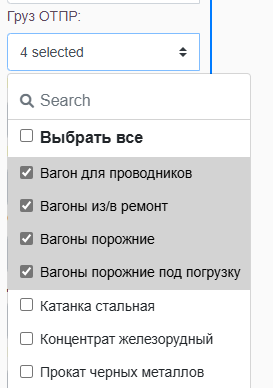 Груз ОТПР:
4 selected
Search
Выбрать все
Вагон для проводников
Вагоны из/в ремонт
Вагоны порожние
Вагоны порожние под погрузку
Катанка стальная
Концентрат железорудный
Прокат черных металлов